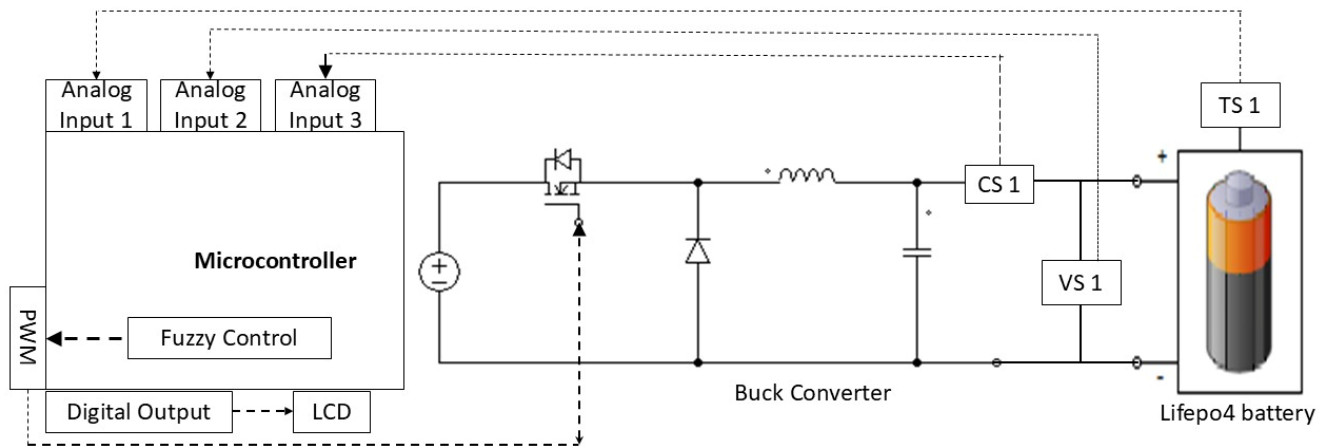 Analog
Input 1
Analog
Input 2
Analog
Input 3
TS 1
+
CS 1
Microcontroller
+
VS 1
PWM
Fuzzy Control
-
Buck Converter
Digital Output
LCD
Lifepo4 battery